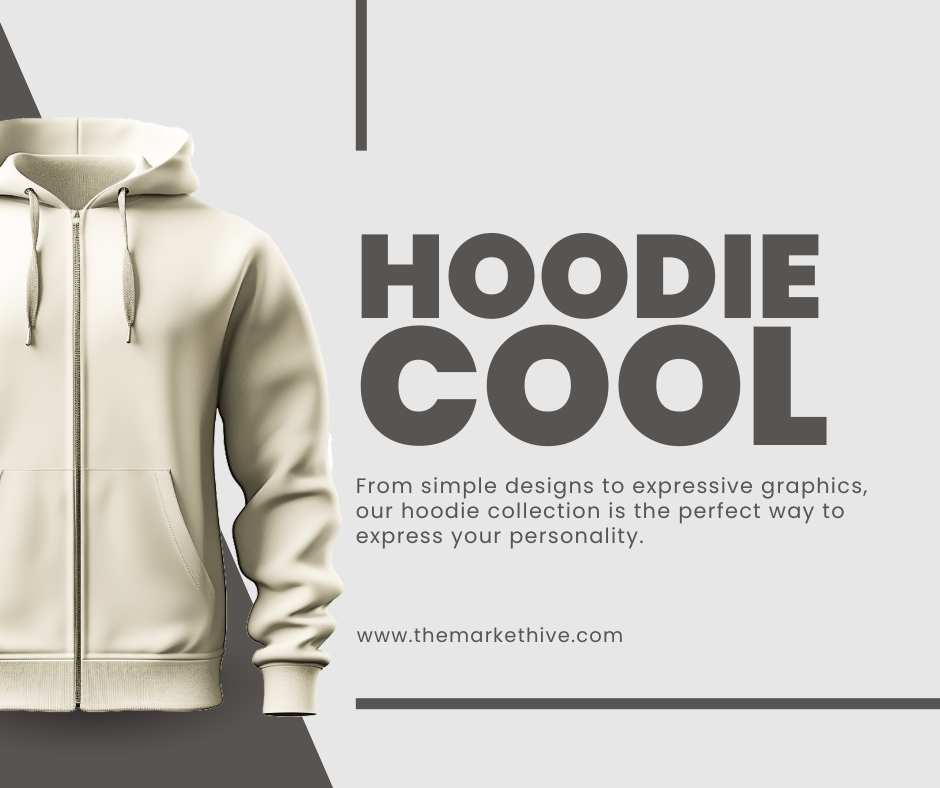 HOODIE
COOL
From simple designs to expressive graphics,
our hoodie collection is the perfect way to
express your personality.
www.themarkethive.com